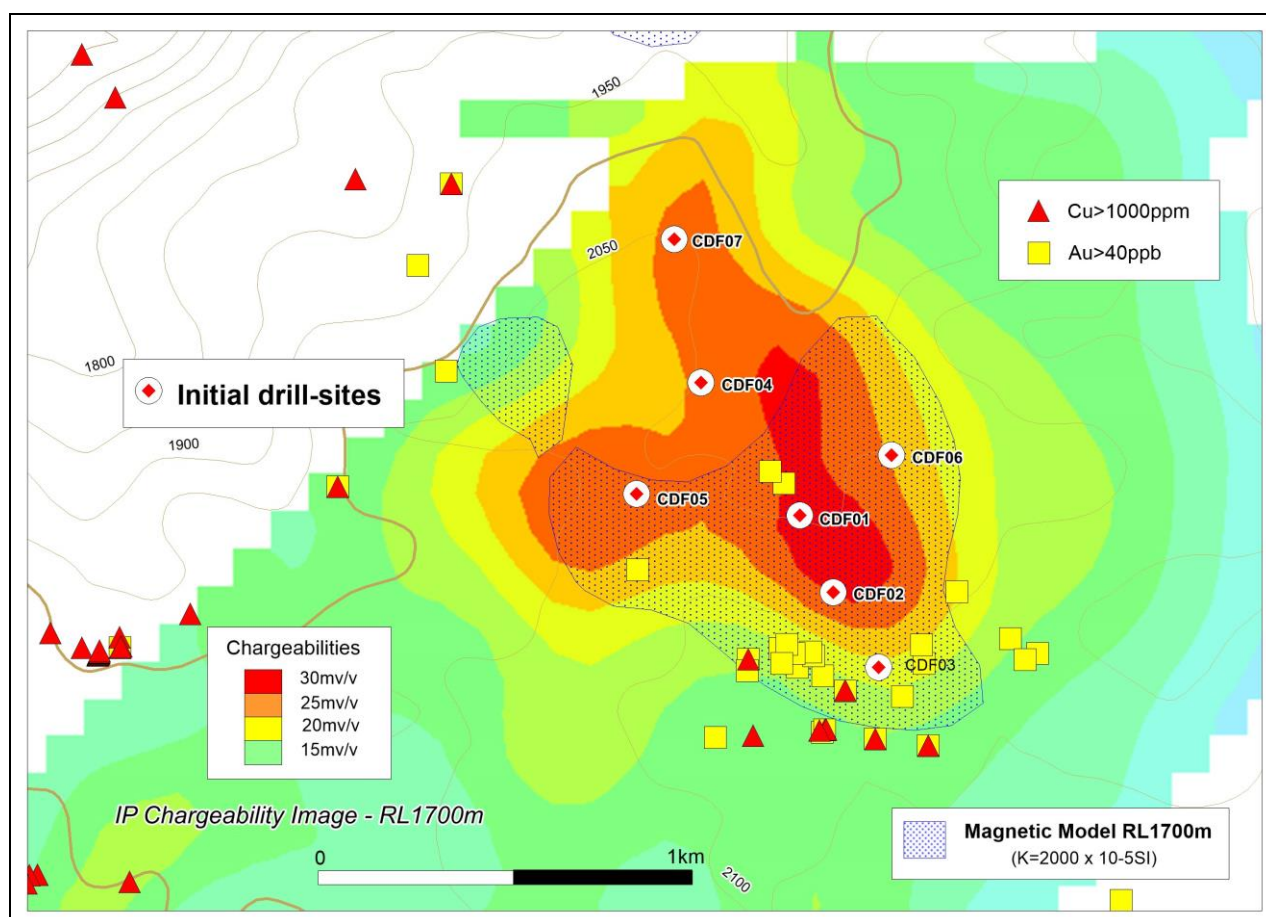 1950
Cu>1000ppm
Au>40ppb
CDF07
2050
1800
Initial drill-sites
CDF04
1900
CDF06
CDF05
CDF01
CDF02
CDF03
Chargeabilities
30mv/v
25mv/v
20mv/v
15mv/v
IP Chargeability Image - RL1700m
Magnetic Model RL1700m
(K=2000 x 10-5SI)
0
1km
2100